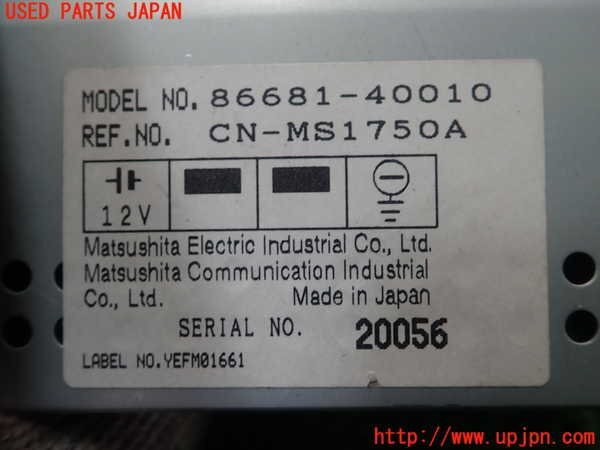 USED PARTS JAPAN
MODEL NO. 86681-40010
REF.NO. CN-MS1750A
12V
Matsushita Electric Industrial Co., Ltd.
Matsushita Communication Industrial
Co., Ltd. Made in Japan
SERIAL NO. 20056
LABEL NO.YEFM01661
http://www.upjpn.com/